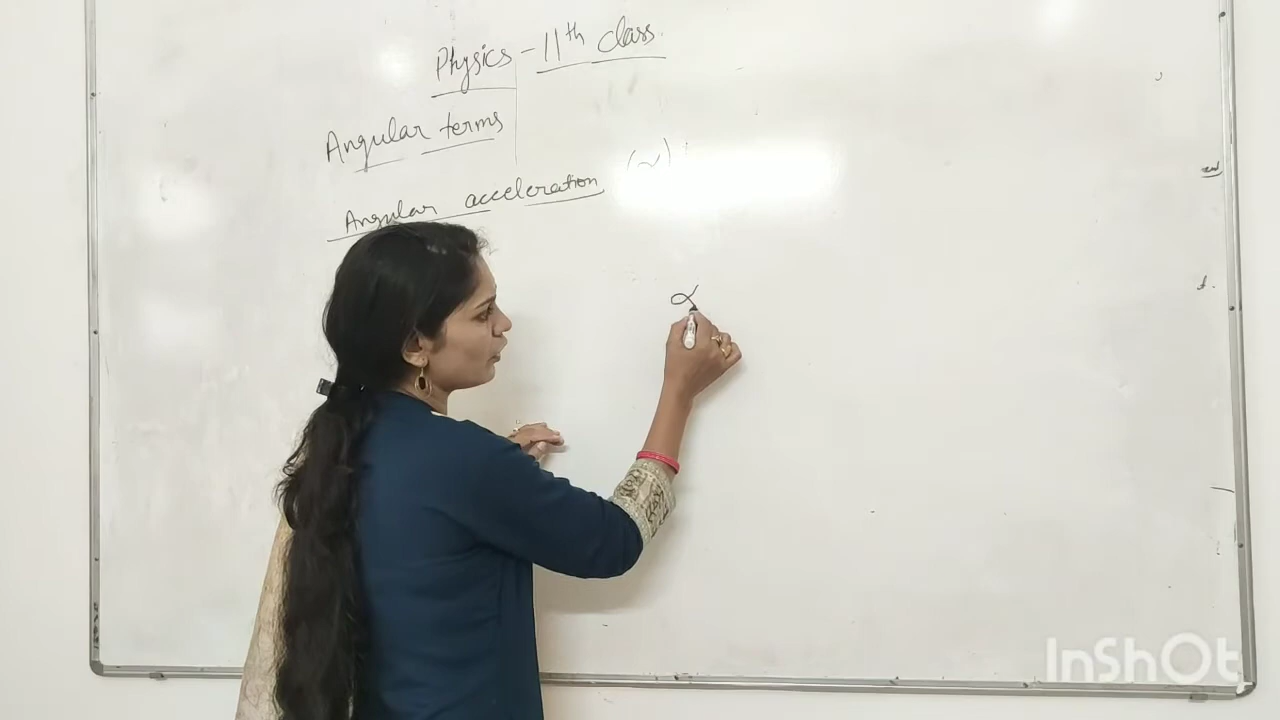 Physics - 11th class.
Angular terms
Angular acceleration (~)
α
InShOt